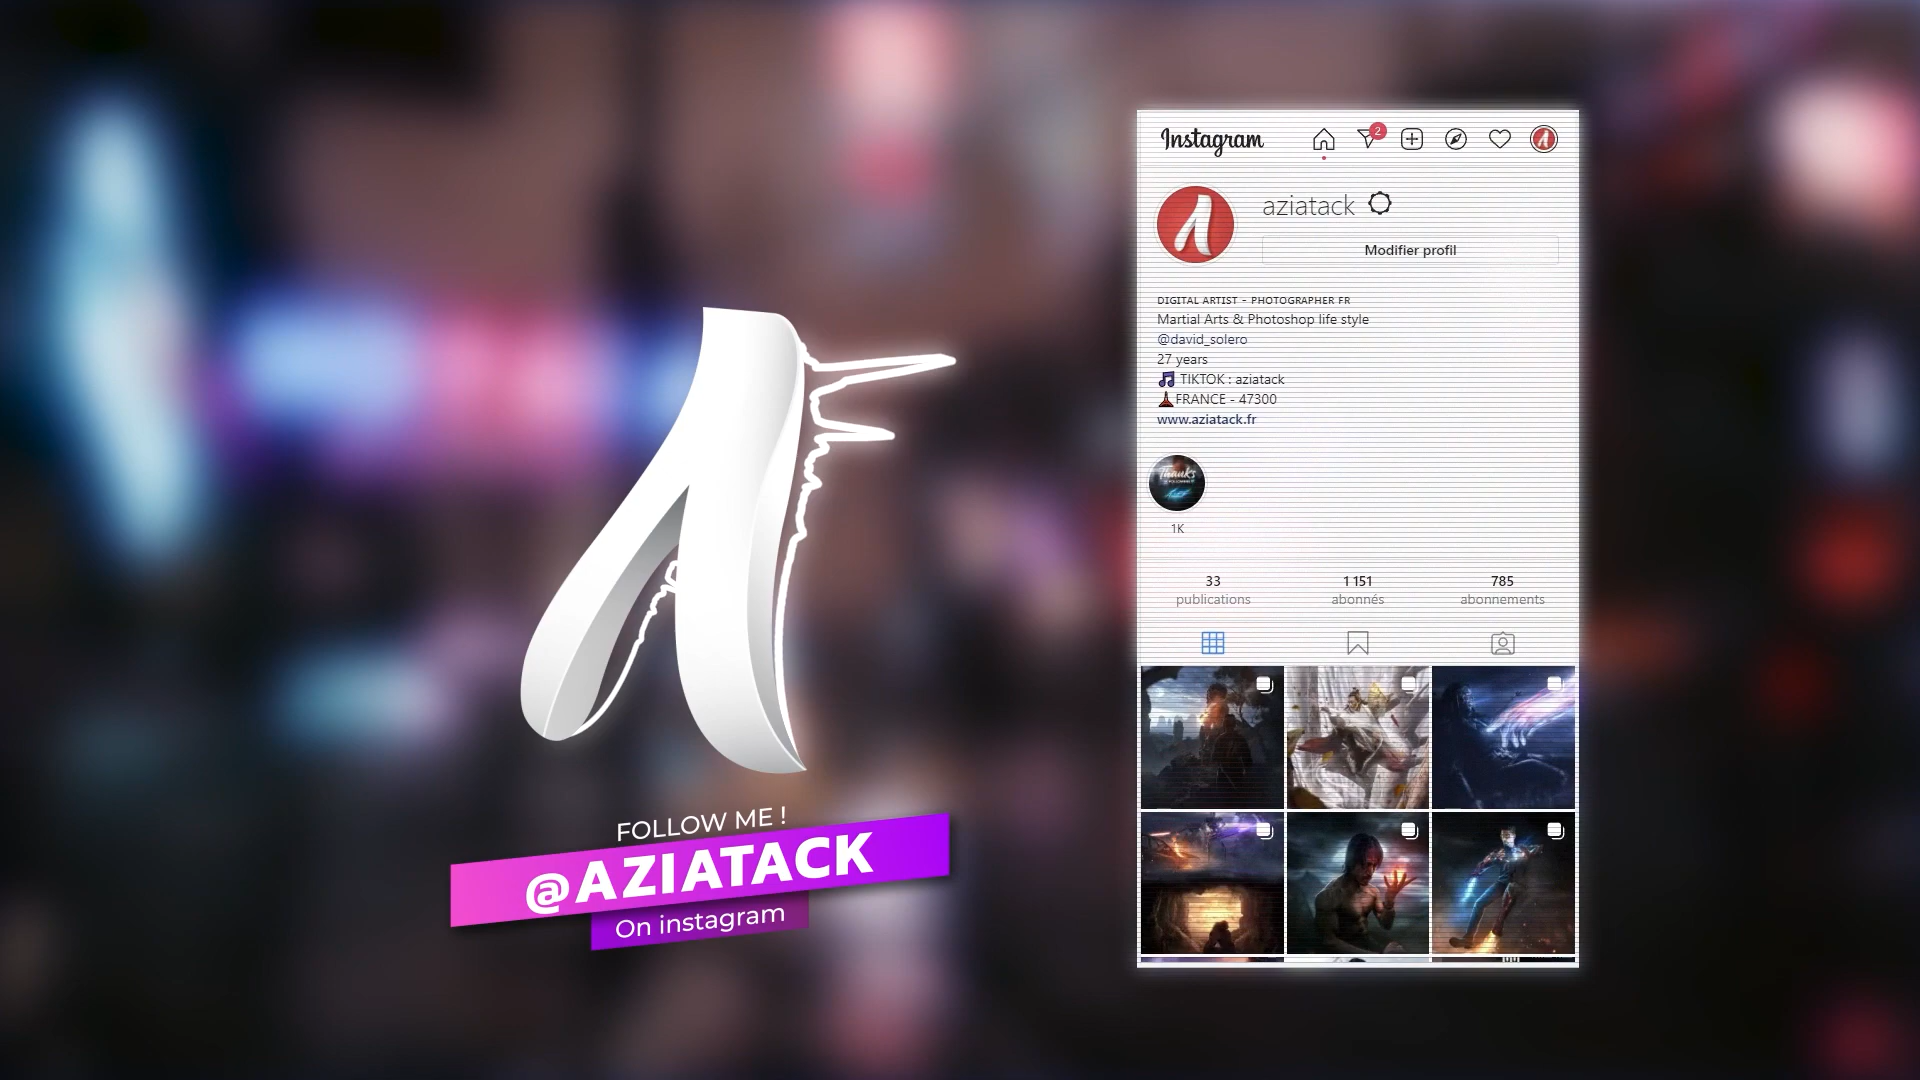 FOLLOW ME !
@AZIATACK
On instagram
Instagram
2
aziatack
Modifier profil
DIGITAL ARTIST - PHOTOGRAPHER FR
Martial Arts & Photoshop life style
@david_solero
27 years
TIKTOK : aziatack
FRANCE - 47300
www.aziatack.fr
Thanks
1K
33
1 151
785
publications
abonnés
abonnements